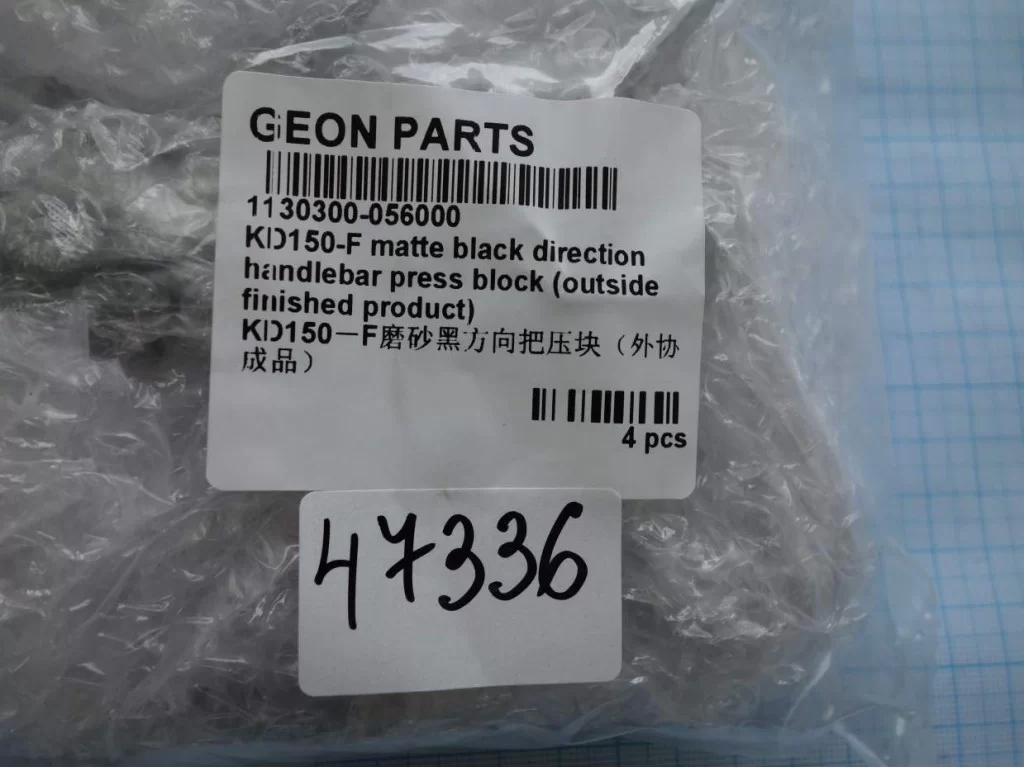 GEON PARTS
1130300-056000
KD150-F matte black direction
handlebar press block (outside
finished product)
KD150－F磨砂黑方向把压块（外协
成品）
4 pcs
47336